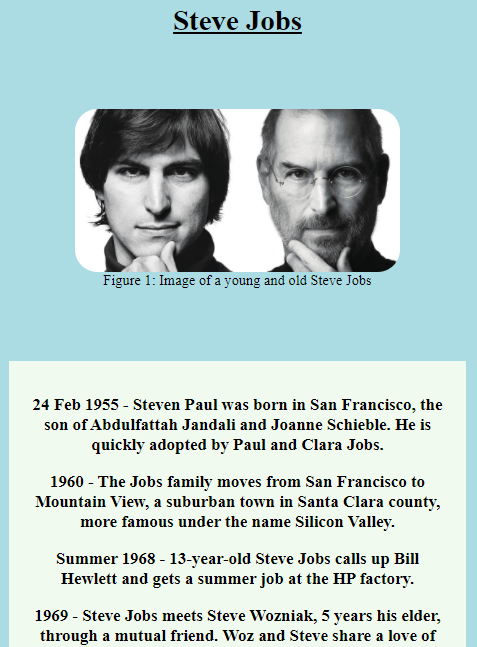 Steve Jobs
Figure 1: Image of a young and old Steve Jobs
24 Feb 1955 - Steven Paul was born in San Francisco, the
son of Abdulfattah Jandali and Joanne Schieble. He is
quickly adopted by Paul and Clara Jobs.
1960 - The Jobs family moves from San Francisco to
Mountain View, a suburban town in Santa Clara county,
more famous under the name Silicon Valley.
Summer 1968 - 13-year-old Steve Jobs calls up Bill
Hewlett and gets a summer job at the HP factory.
1969 - Steve Jobs meets Steve Wozniak, 5 years his elder,
through a mutual friend. Woz and Steve share a love of